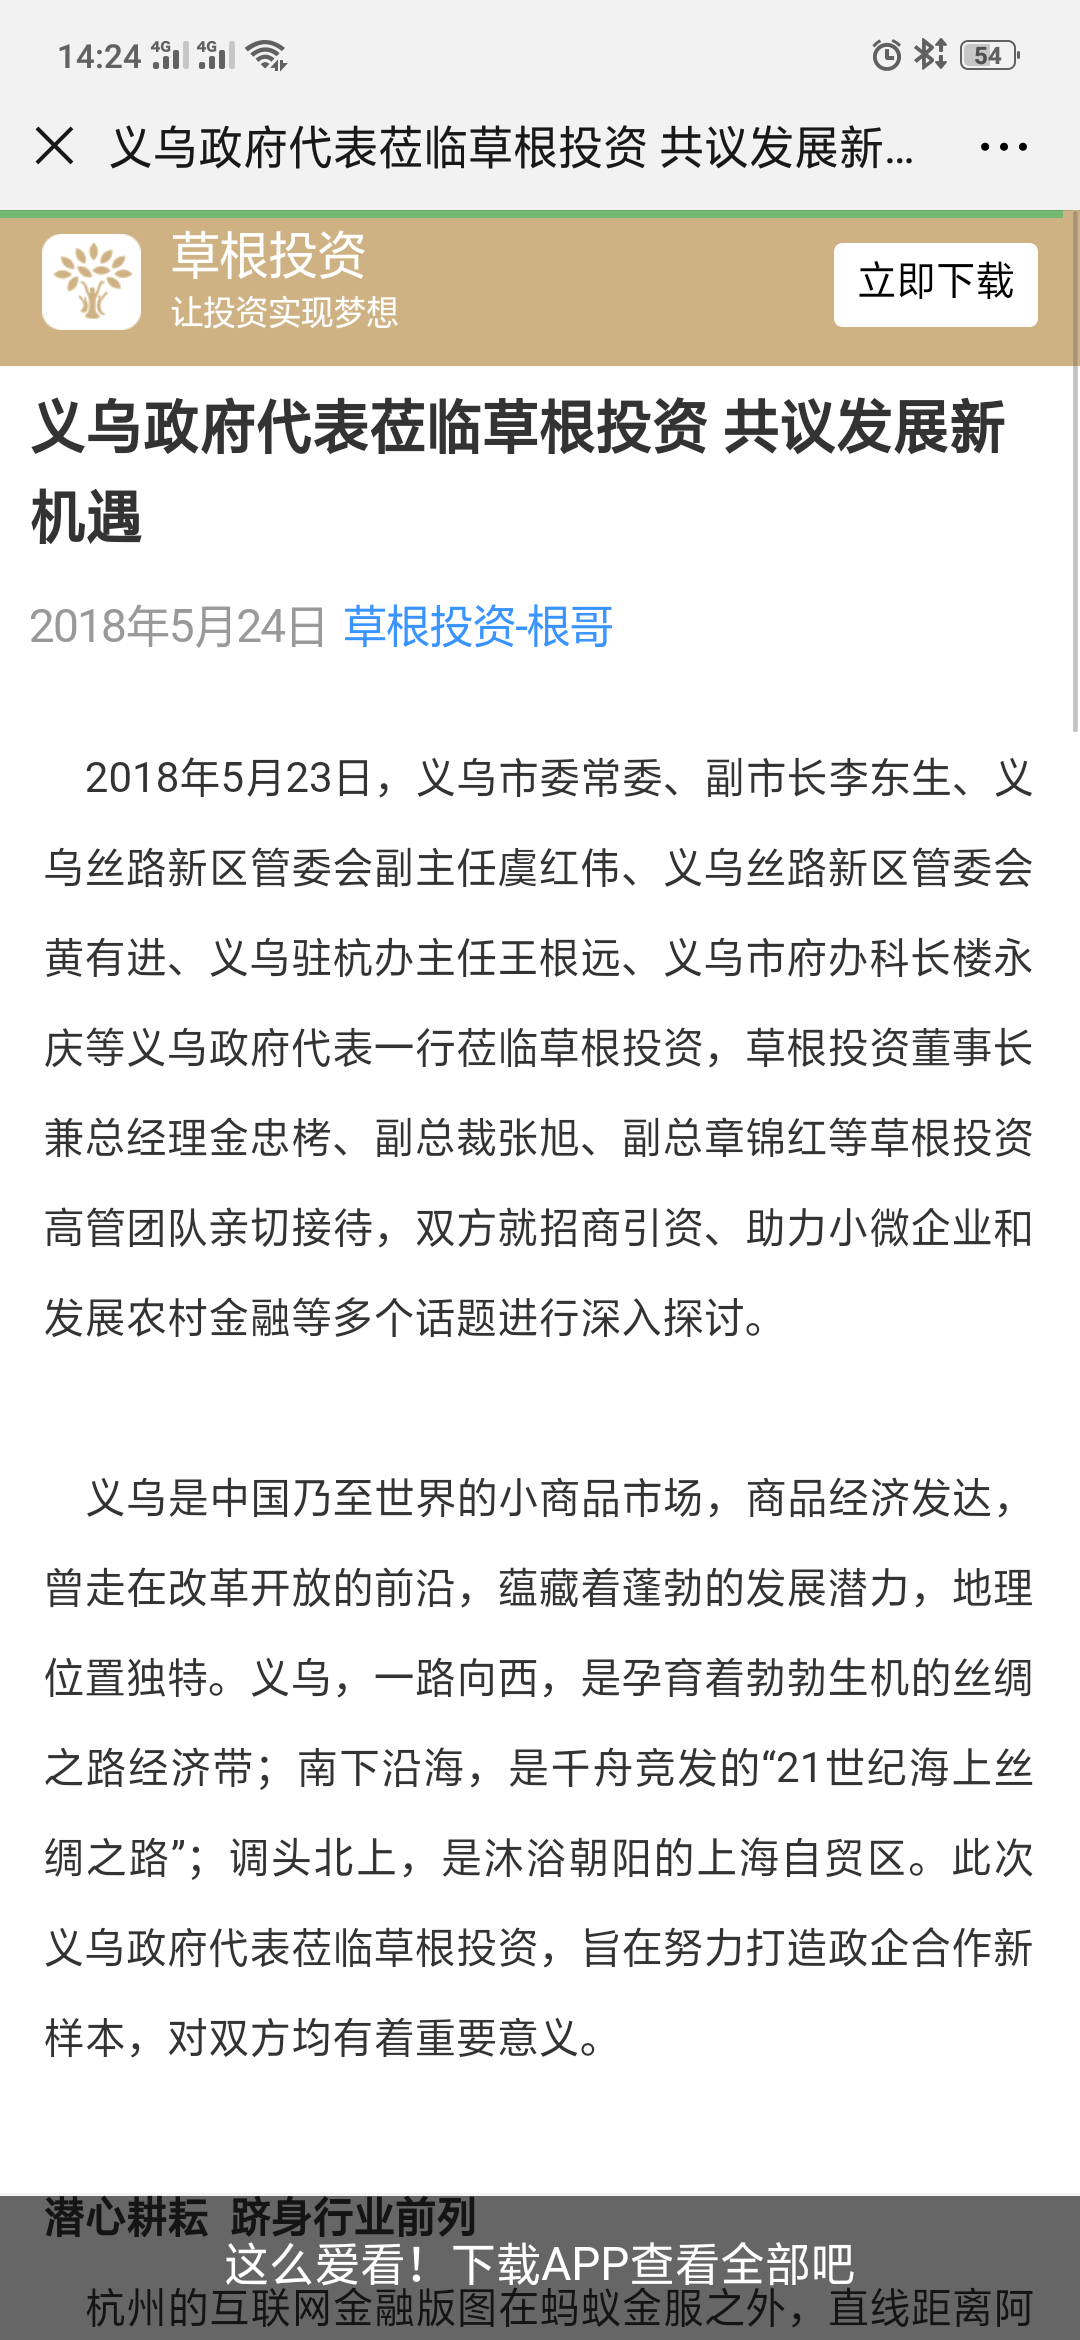 14:24 4G 4G 54
义乌政府代表莅临草根投资 共议发展新...
草根投资
让投资实现梦想
立即下载
义乌政府代表莅临草根投资 共议发展新
机遇
2018年5月24日 草根投资-根哥
2018年5月23日，义乌市委常委、副市长李东生、义
乌丝路新区管委会副主任虞红伟、义乌丝路新区管委会
黄有进、义乌驻杭办主任王根远、义乌市府办科长楼永
庆等义乌政府代表一行莅临草根投资，草根投资董事长
兼总经理金忠栲、副总裁张旭、副总章锦红等草根投资
高管团队亲切接待，双方就招商引资、助力小微企业和
发展农村金融等多个话题进行深入探讨。
义乌是中国乃至世界的小商品市场，商品经济发达，
曾走在改革开放的前沿，蕴藏着蓬勃的发展潜力，地理
位置独特。义乌，一路向西，是孕育着勃勃生机的丝绸
之路经济带；南下沿海，是千舟竞发的“21世纪海上丝
绸之路”；调头北上，是沐浴朝阳的上海自贸区。此次
义乌政府代表莅临草根投资，旨在努力打造政企合作新
样本，对双方均有着重要意义。
潜心耕耘 跻身行业前列
这么爱看！下载APP查看全部吧
杭州的互联网金融版图在蚂蚁金服之外，直线距离阿